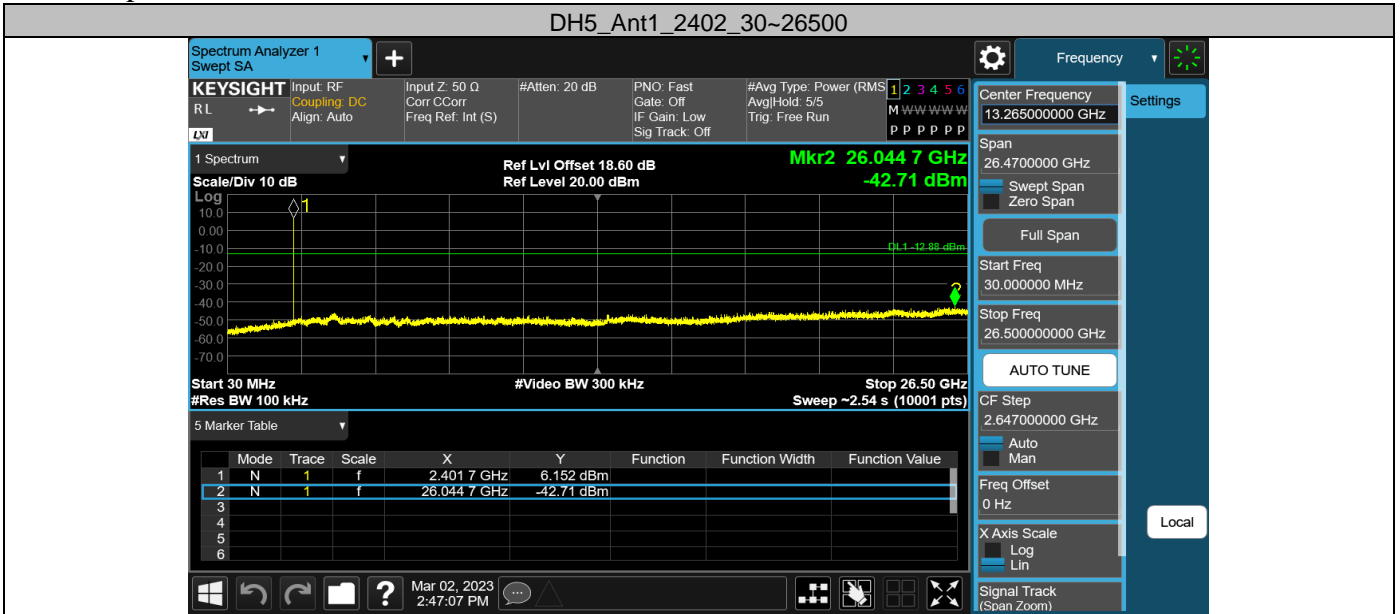 DH5_Ant1_2402_30~26500
Spectrum Analyzer 1
Swept SA
Frequency
KEYSIGHT
RL
LXI
Input: RF
Coupling: DC
Align: Auto
Input Z: 50 Ω
Corr CCorr
Freq Ref: Int (S)
#Atten: 20 dB
PNO: Fast
Gate: Off
IF Gain: Low
Sig Track: Off
#Avg Type: Power (RMS
Avg|Hold: 5/5
Trig: Free Run
1 2 3 4 5 6
M W W W W W
P P P P P P
1 Spectrum
Scale/Div 10 dB
Ref Lvl Offset 18.60 dB
Ref Level 20.00 dBm
Mkr2 26.044 7 GHz
-42.71 dBm
Log
10.0
0.00
-10.0
-20.0
-30.0
-40.0
-50.0
-60.0
-70.0
1
2
DL1 -12.88 dBm
Start 30 MHz
#Res BW 100 kHz
#Video BW 300 kHz
Stop 26.50 GHz
Sweep ~2.54 s (10001 pts)
5 Marker Table
Mode Trace Scale X Y Function Function Width Function Value
1 N 1 f 2.401 7 GHz 6.152 dBm
2 N 1 f 26.044 7 GHz -42.71 dBm
3
4
5
6
Mar 02, 2023
2:47:07 PM
Center Frequency
13.265000000 GHz
Span
26.4700000 GHz
Swept Span
Zero Span
Full Span
Start Freq
30.000000 MHz
Stop Freq
26.500000000 GHz
AUTO TUNE
CF Step
2.647000000 GHz
Auto
Man
Freq Offset
0 Hz
X Axis Scale
Log
Lin
Signal Track
(Span Zoom)
Settings
Local